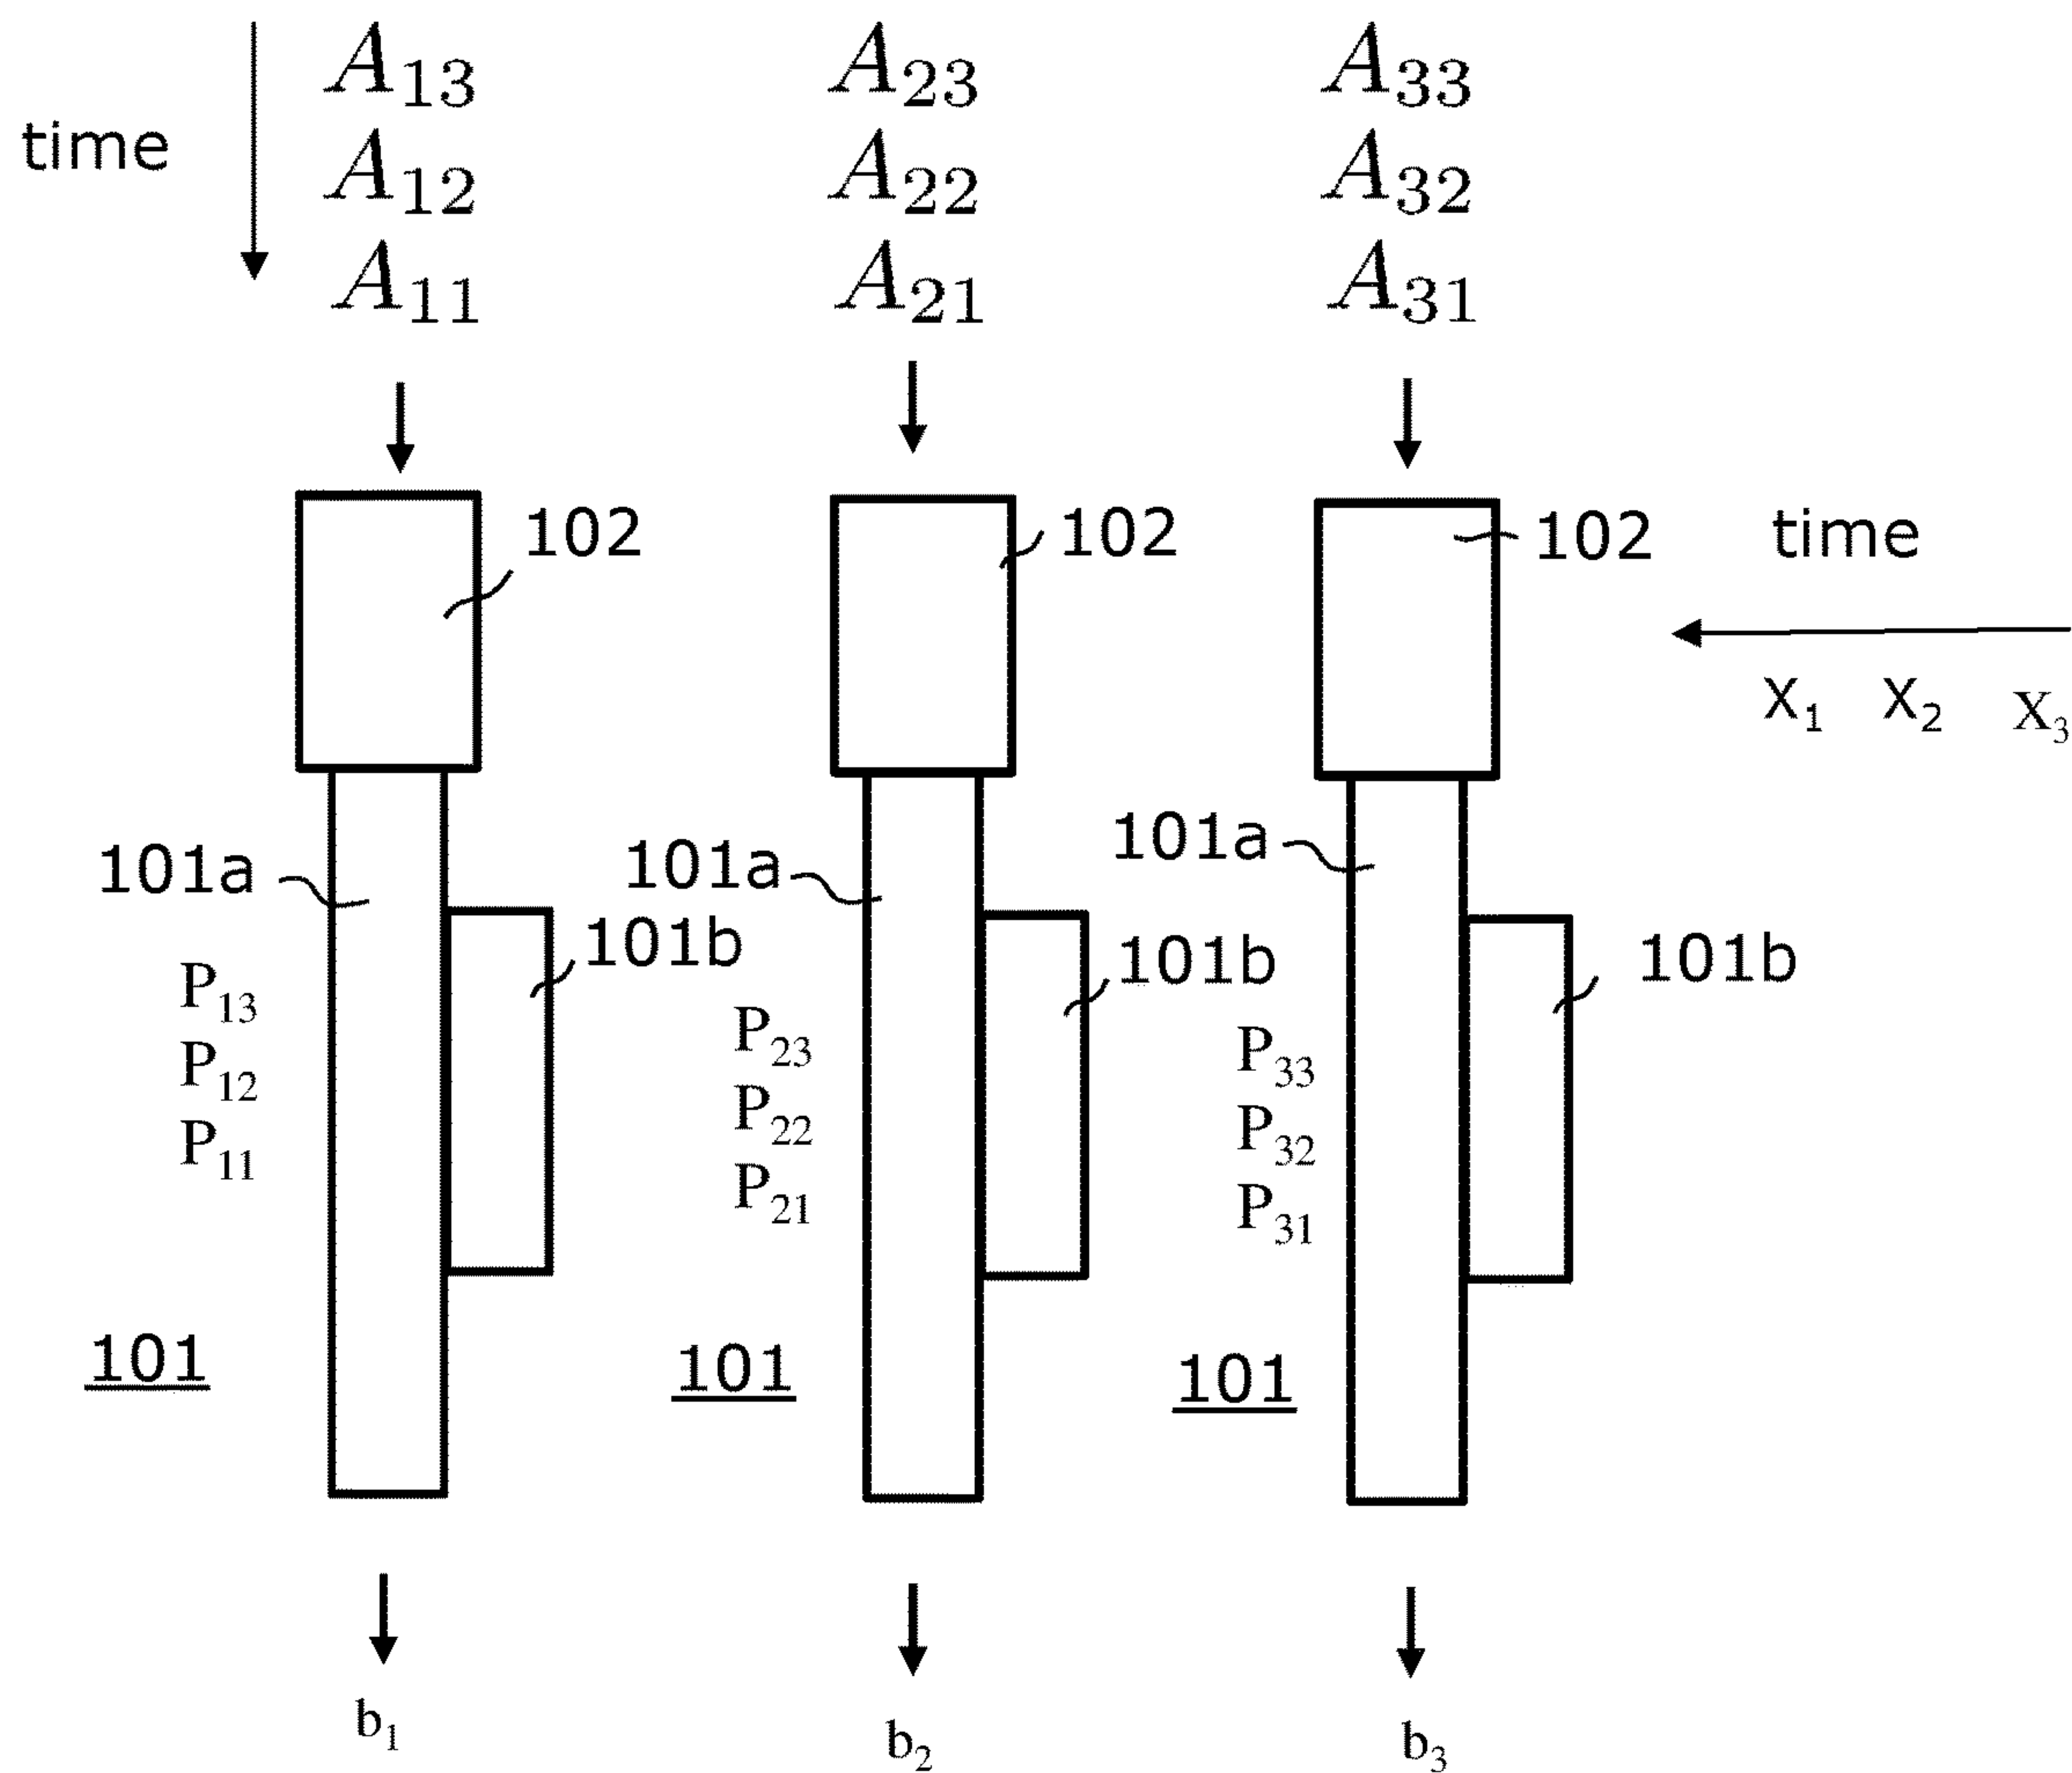 A₁₃ A₂₃ A₃₃
time A₁₂ A₂₂ A₃₂
A₁₁ A₂₁ A₃₁
102 102 102 time
X₁ X₂ X₃
101a 101a 101a
101b 101b 101b
P₁₃ P₂₃ P₃₃
P₁₂ P₂₂ P₃₂
P₁₁ P₂₁ P₃₁
101 101 101
b₁ b₂ b₃